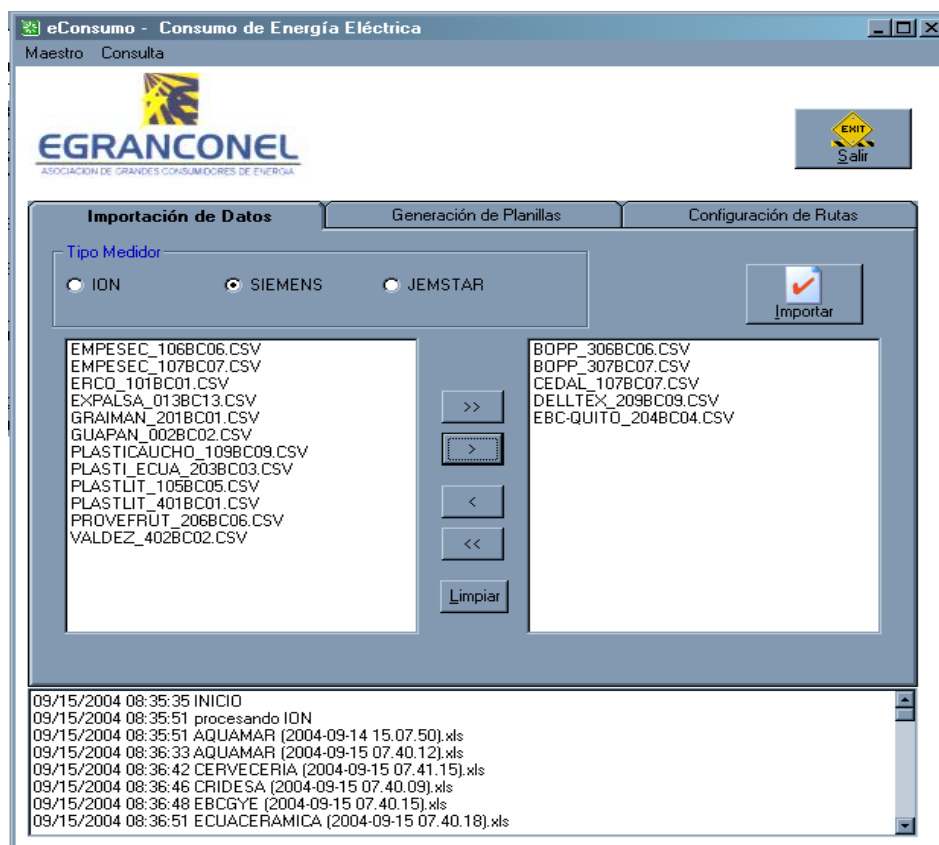 eConsumo - Consumo de Energía Eléctrica
Maestro Consulta
EGRANCONEL
ASOCIACION DE GRANDES CONSUMIDORES DE ENERGIA
EXIT
Salir
Importación de Datos Generación de Planillas Configuración de Rutas
Tipo Medidor
ION SIEMENS JEMSTAR
Importar
EMPESEC_106BC06.CSV
EMPESEC_107BC07.CSV
ERCO_101BC01.CSV
EXPALSA_013BC13.CSV
GRAIMAN_201BC01.CSV
GUAPAN_002BC02.CSV
PLASTICAUCHO_109BC09.CSV
PLASTI_ECUA_203BC03.CSV
PLASTLIT_105BC05.CSV
PLASTLIT_401BC01.CSV
PROVEFRUT_206BC06.CSV
VALDEZ_402BC02.CSV
>>
>
<
<<
Limpiar
BOPP_306BC06.CSV
BOPP_307BC07.CSV
CEDAL_107BC07.CSV
DELLTEX_209BC09.CSV
EBC-QUITO_204BC04.CSV
09/15/2004 08:35:35 INICIO
09/15/2004 08:35:51 procesando ION
09/15/2004 08:35:51 AQUAMAR (2004-09-14 15.07.50).xls
09/15/2004 08:36:33 AQUAMAR (2004-09-15 07.40.12).xls
09/15/2004 08:36:42 CERVECERIA (2004-09-15 07.41.15).xls
09/15/2004 08:36:46 CRIDESA (2004-09-15 07.40.09).xls
09/15/2004 08:36:48 EBCGYE (2004-09-15 07.40.15).xls
09/15/2004 08:36:51 ECUACERAMICA (2004-09-15 07.40.18).xls